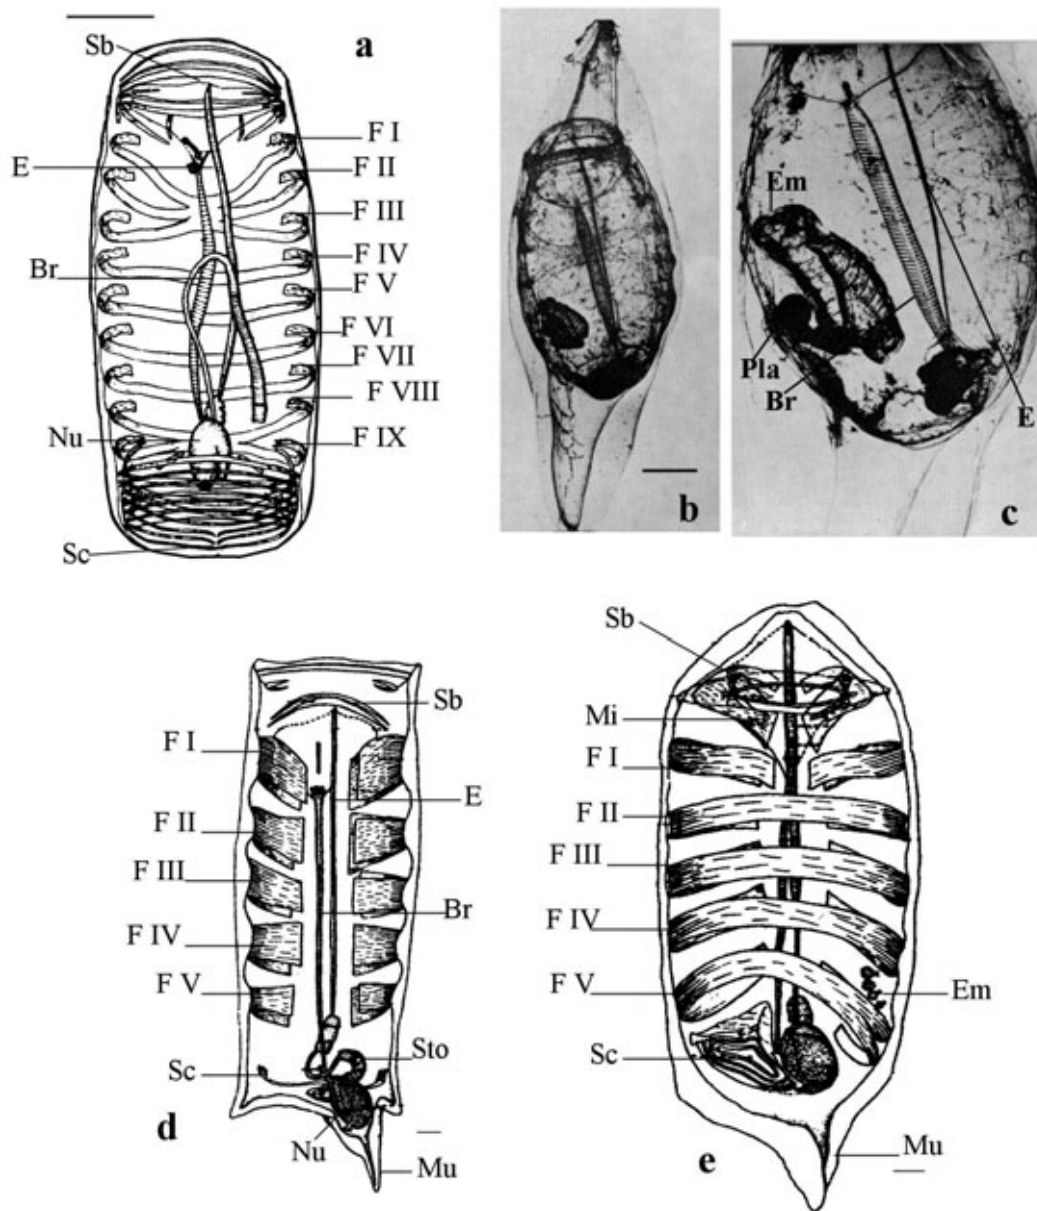 a
Sb
F I
E
F II
F III
F IV
Br
F V
F VI
F VII
F VIII
Nu
F IX
Sc
b
Em
Pla
Br
E
c
Sb
F I
E
F II
F III
Br
F IV
F V
Sto
Sc
d
Nu
Mu
Sb
Mi
F I
F II
F III
F IV
F V
Em
Sc
Mu
e